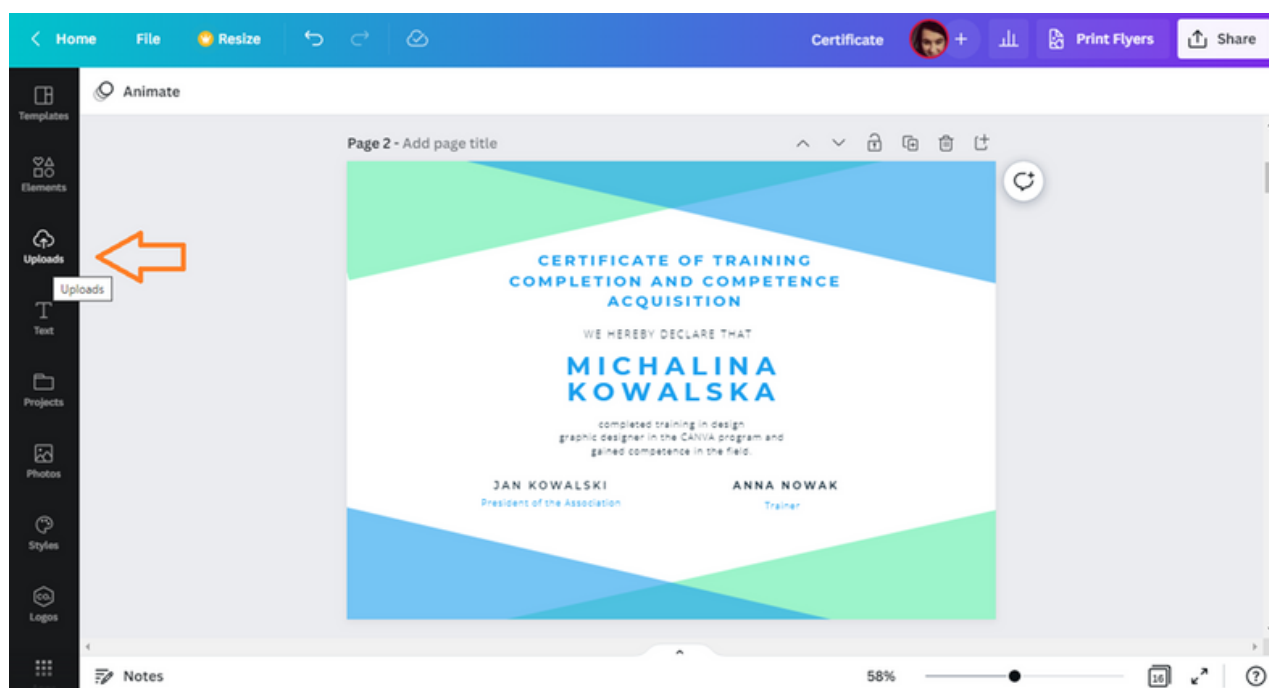 Home File Resize Certificate + Print Flyers Share
Templates
Animate
Elements
Uploads
Uploads
Text
Projects
Photos
Styles
CO.
Logos
Page 2 - Add page title
CERTIFICATE OF TRAINING
COMPLETION AND COMPETENCE
ACQUISITION
WE HEREBY DECLARE THAT
MICHALINA
KOWALSKA
completed training in design
graphic designer in the CANVA program and
gained competence in the field.
JAN KOWALSKI ANNA NOWAK
President of the Association Trainer
Notes 58% 16 ?